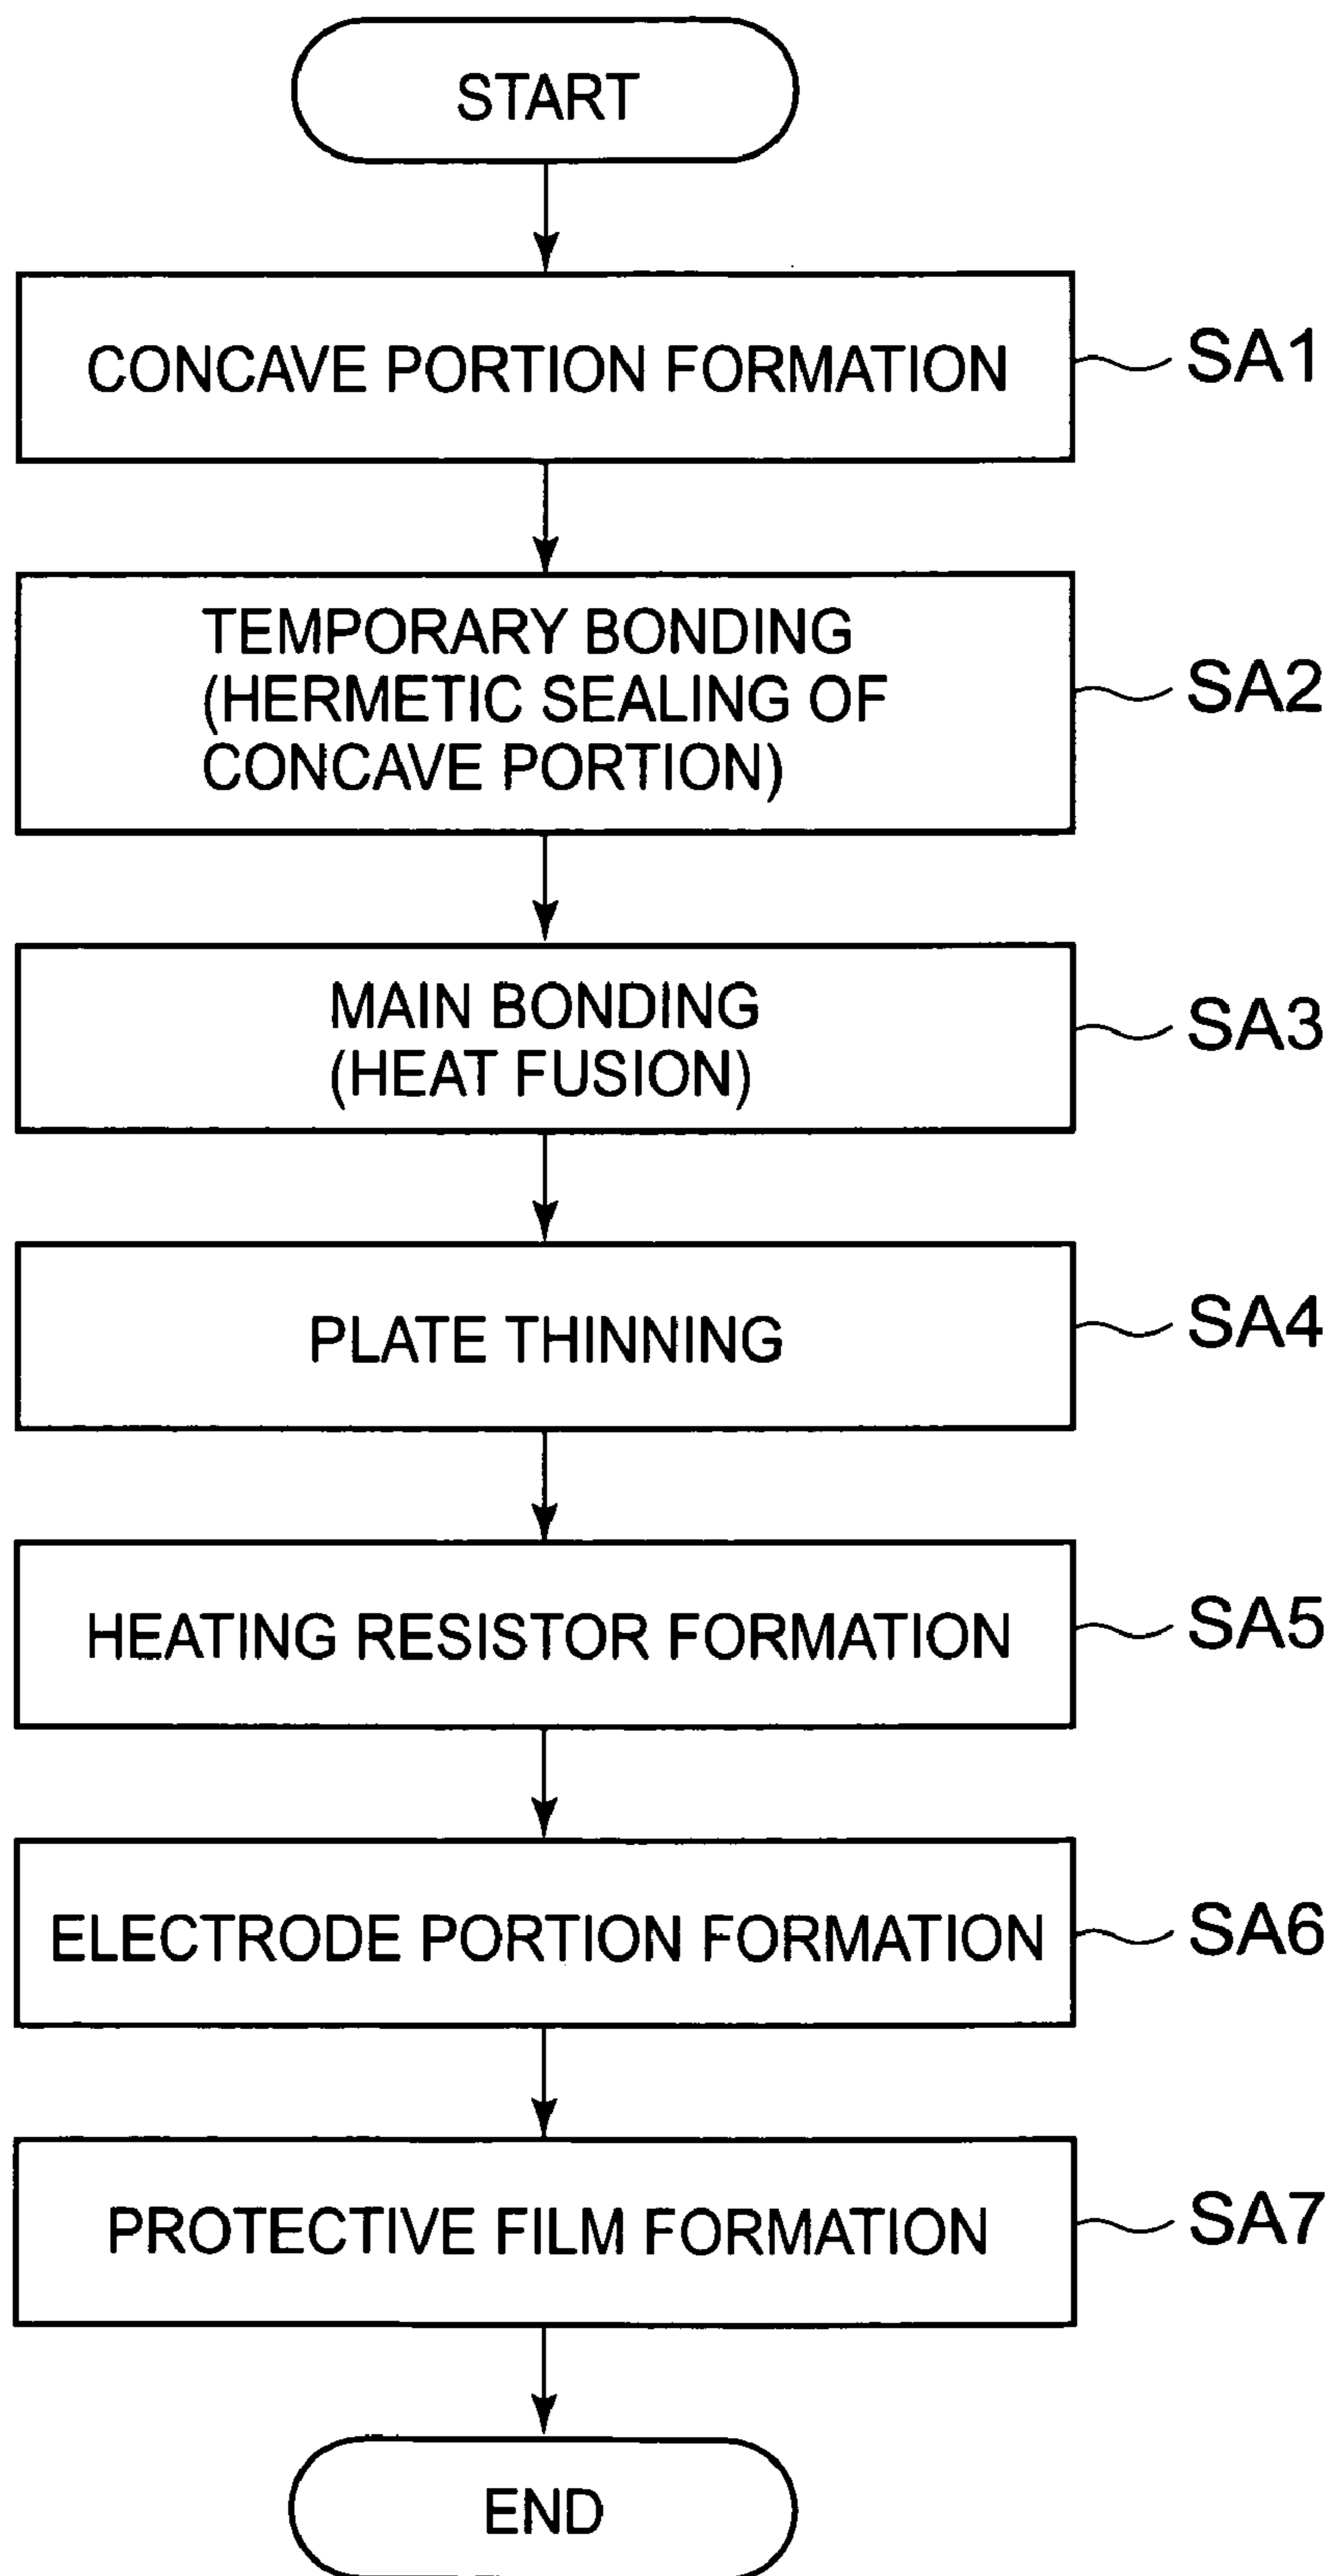 START
CONCAVE PORTION FORMATION
SA1
TEMPORARY BONDING
(HERMETIC SEALING OF
CONCAVE PORTION)
SA2
MAIN BONDING
(HEAT FUSION)
SA3
PLATE THINNING
SA4
HEATING RESISTOR FORMATION
SA5
ELECTRODE PORTION FORMATION
SA6
PROTECTIVE FILM FORMATION
SA7
END